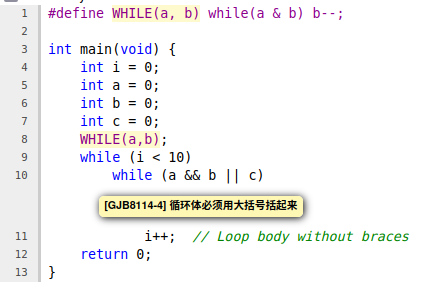 1 #define WHILE(a, b) while(a & b) b--;
2
3 int main(void) {
4 int i = 0;
5 int a = 0;
6 int b = 0;
7 int c = 0;
8 WHILE(a,b);
9 while (i < 10)
10 while (a && b || c)
[GJB8114-4] 循环体必须用大括号括起来
11 i++; // Loop body without braces
12 return 0;
13 }